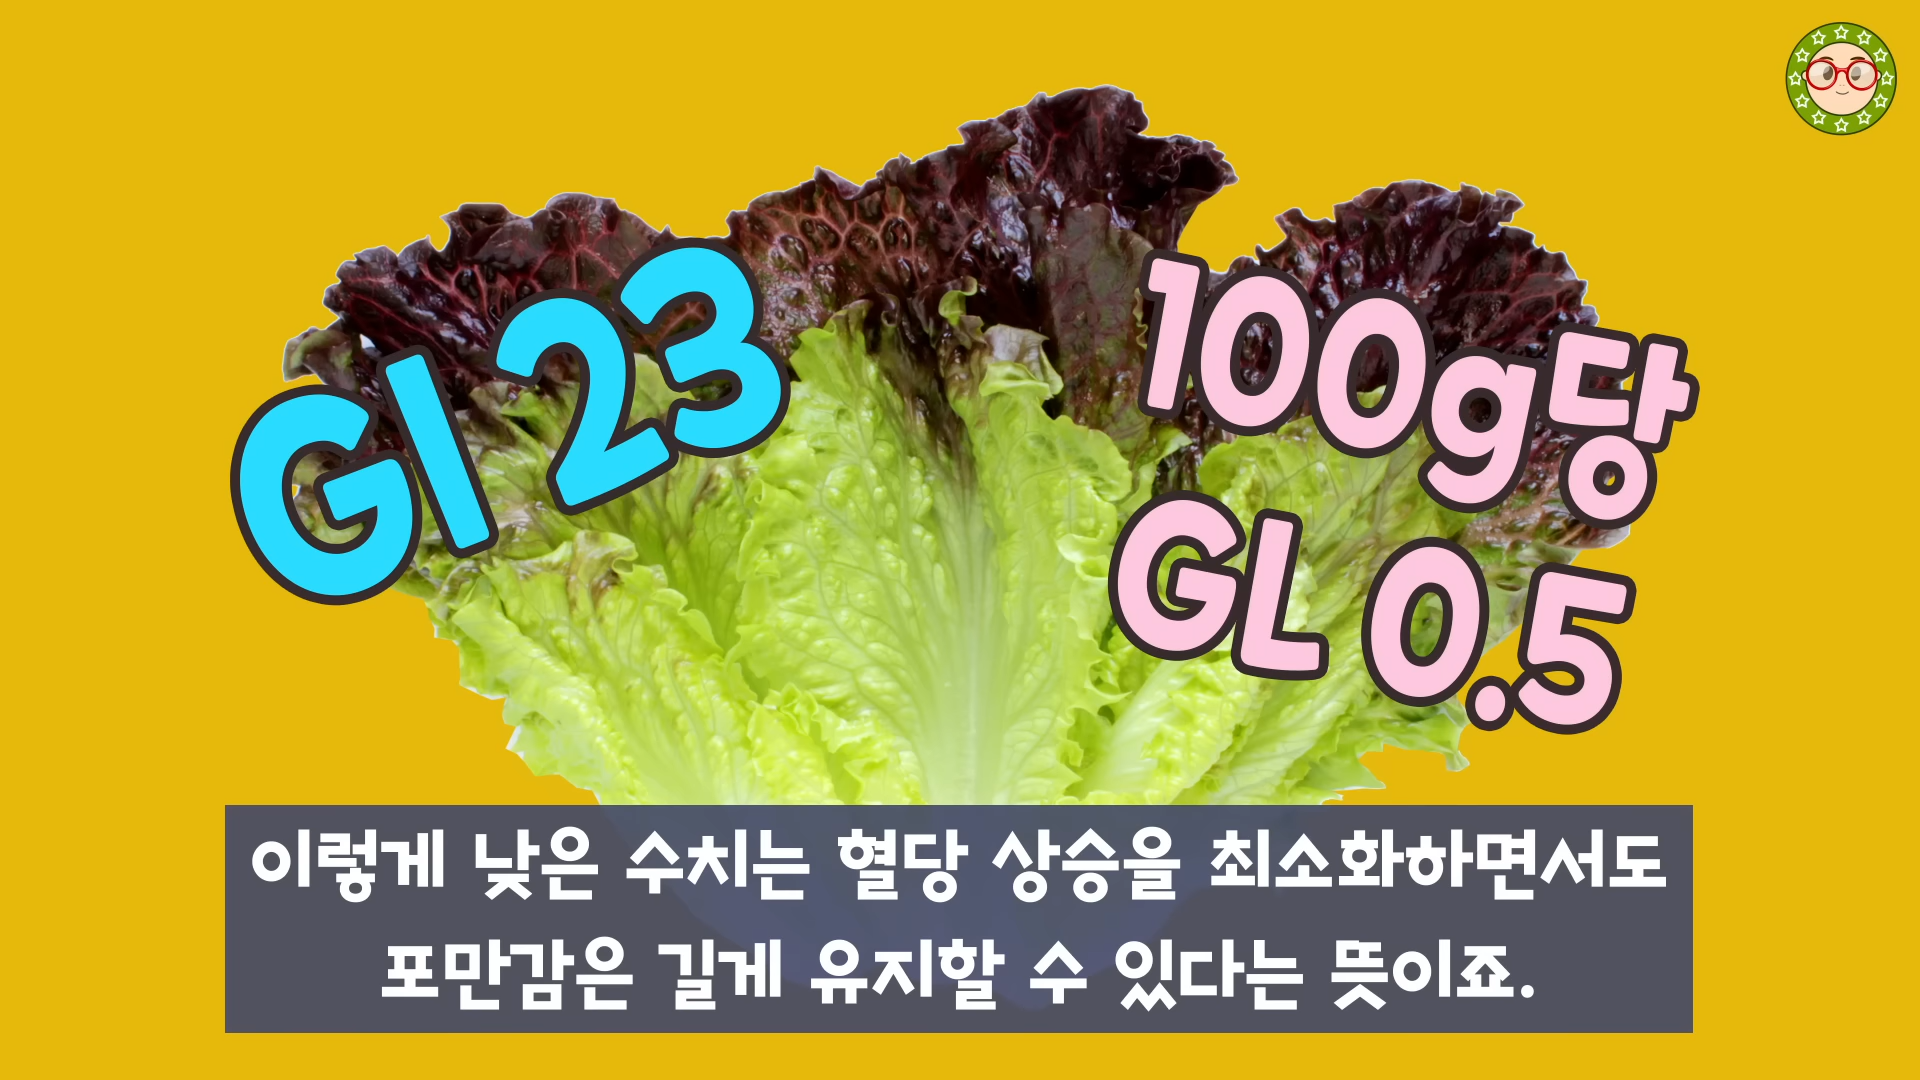 GI 23
100g당
GL 0.5
이렇게 낮은 수치는 혈당 상승을 최소화하면서도
포만감은 길게 유지할 수 있다는 뜻이죠.